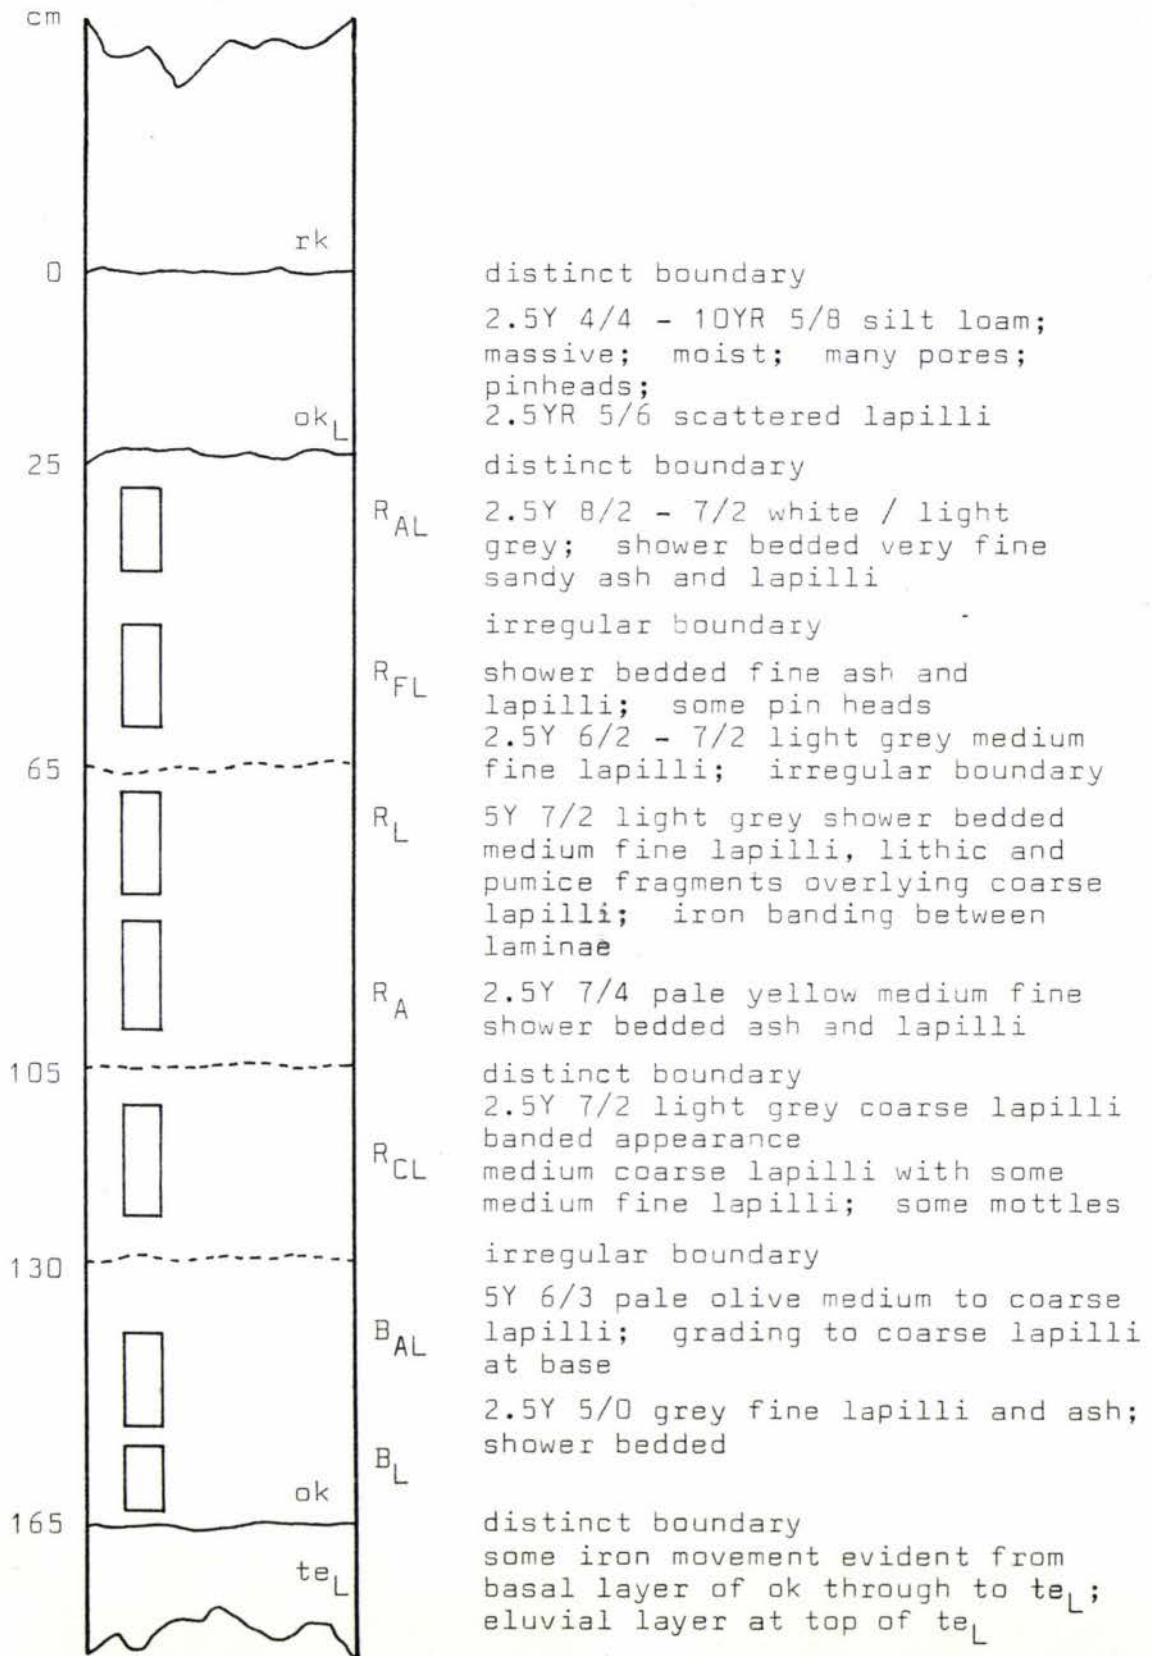 cm
rk
0
distinct boundary
2.5Y 4/4 - 10YR 5/8 silt loam;
massive; moist; many pores;
pinheads;
2.5YR 5/6 scattered lapilli
ok_L
25
distinct boundary
R_AL
2.5Y 8/2 - 7/2 white / light
grey; shower bedded very fine
sandy ash and lapilli
irregular boundary
R_FL
shower bedded fine ash and
lapilli; some pin heads
2.5Y 6/2 - 7/2 light grey medium
65
fine lapilli; irregular boundary
R_L
5Y 7/2 light grey shower bedded
medium fine lapilli, lithic and
pumice fragments overlying coarse
lapilli; iron banding between
laminae
R_A
2.5Y 7/4 pale yellow medium fine
shower bedded ash and lapilli
105
distinct boundary
2.5Y 7/2 light grey coarse lapilli
banded appearance
R_CL
medium coarse lapilli with some
medium fine lapilli; some mottles
130
irregular boundary
5Y 6/3 pale olive medium to coarse
B_AL
lapilli; grading to coarse lapilli
at base
2.5Y 5/0 grey fine lapilli and ash;
shower bedded
B_L
ok
165
distinct boundary
te_L
some iron movement evident from
basal layer of ok through to te_L;
eluvial layer at top of te_L